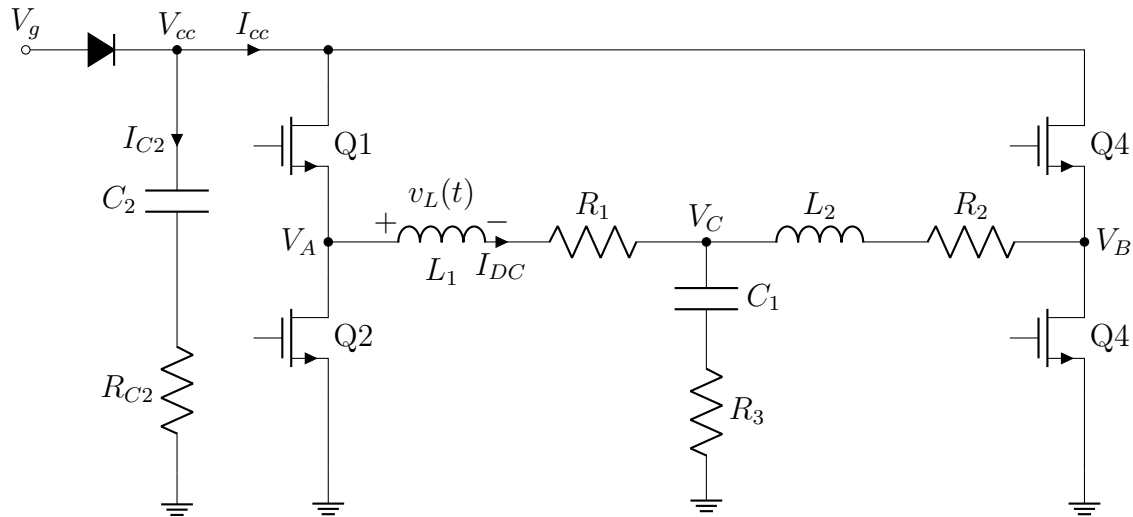 V_g
V_cc
I_cc
I_C2
C_2
R_C2
Q1
Q4
V_A
+ v_L(t) −
L_1
I_DC
R_1
V_C
L_2
R_2
V_B
C_1
Q2
Q4
R_3